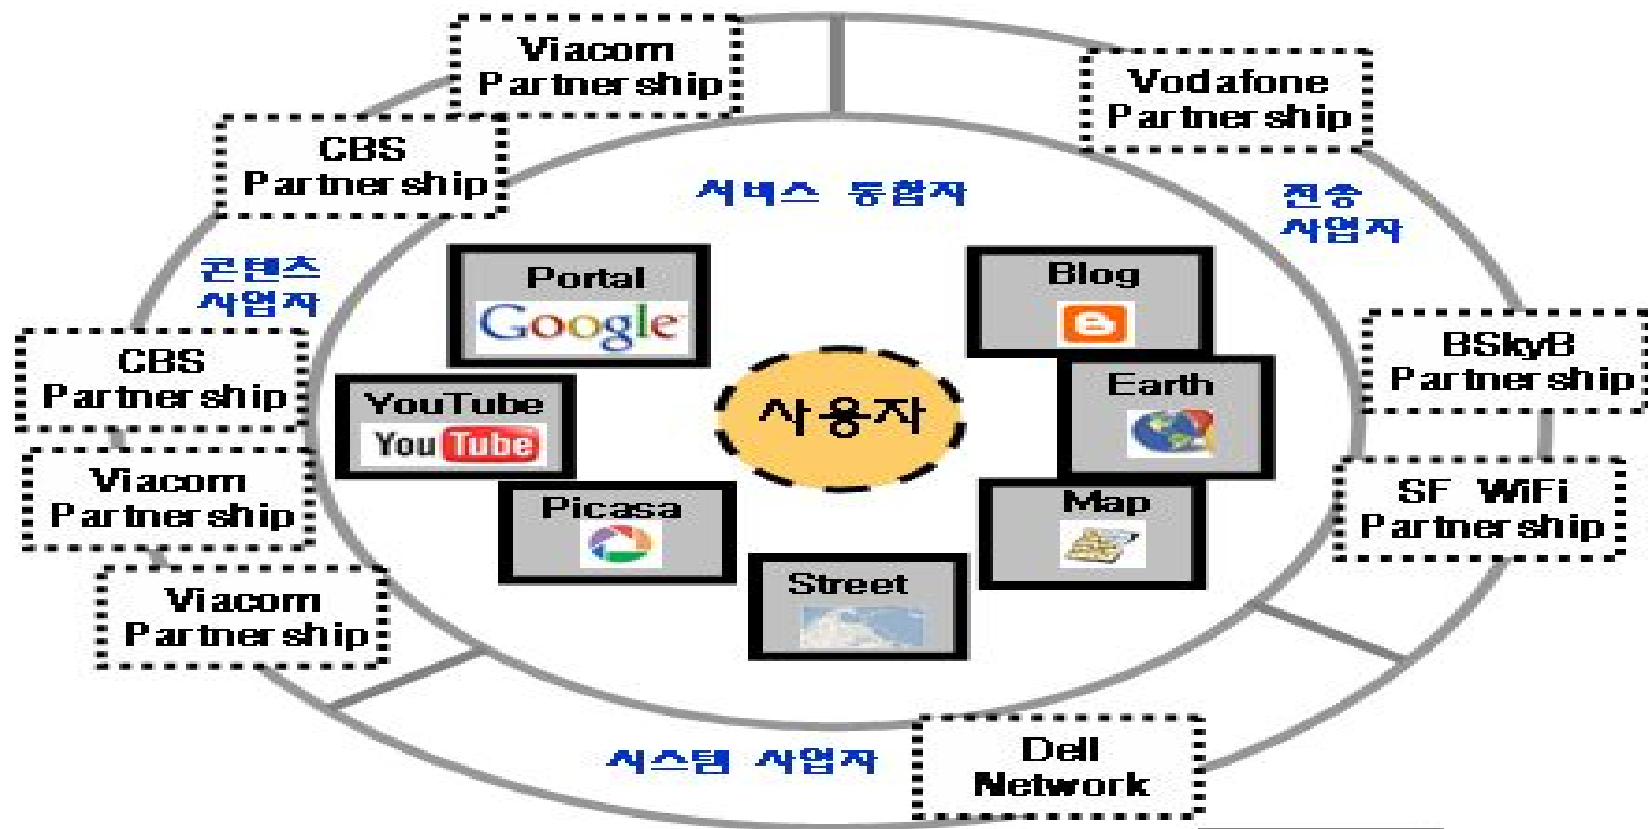 Viacom
Partnership
Vodafone
Partnership
CBS
Partnership
서비스 통합자
전송
사업자
콘텐츠
사업자
Portal
Google
Blog
CBS
Partnership
BSkyB
Partnership
YouTube
You Tube
사용자
Earth
Viacom
Partnership
Picasa
Map
SF WiFi
Partnership
Viacom
Partnership
Street
시스템 사업자
Dell
Network